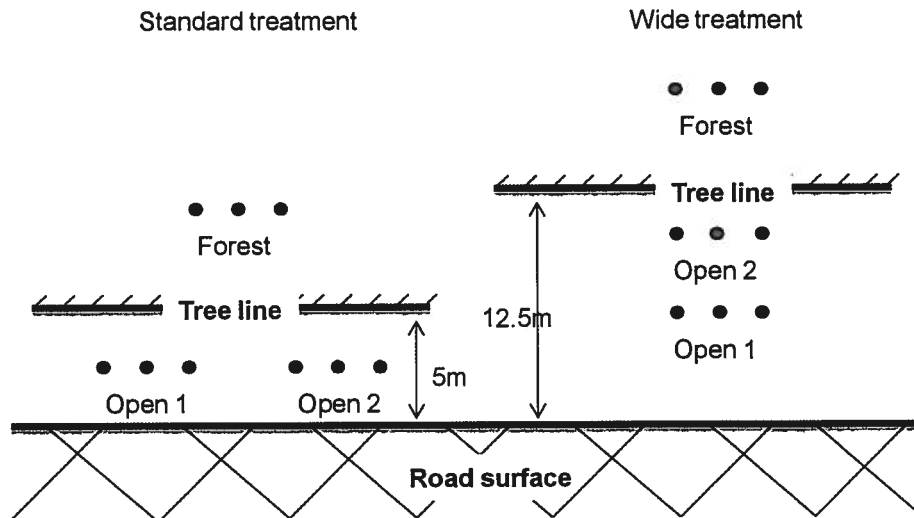 Standard treatment
Wide treatment
Forest
Tree line
Open 2
Open 1
12.5m
Forest
Tree line
5m
Open 1
Open 2
Road surface